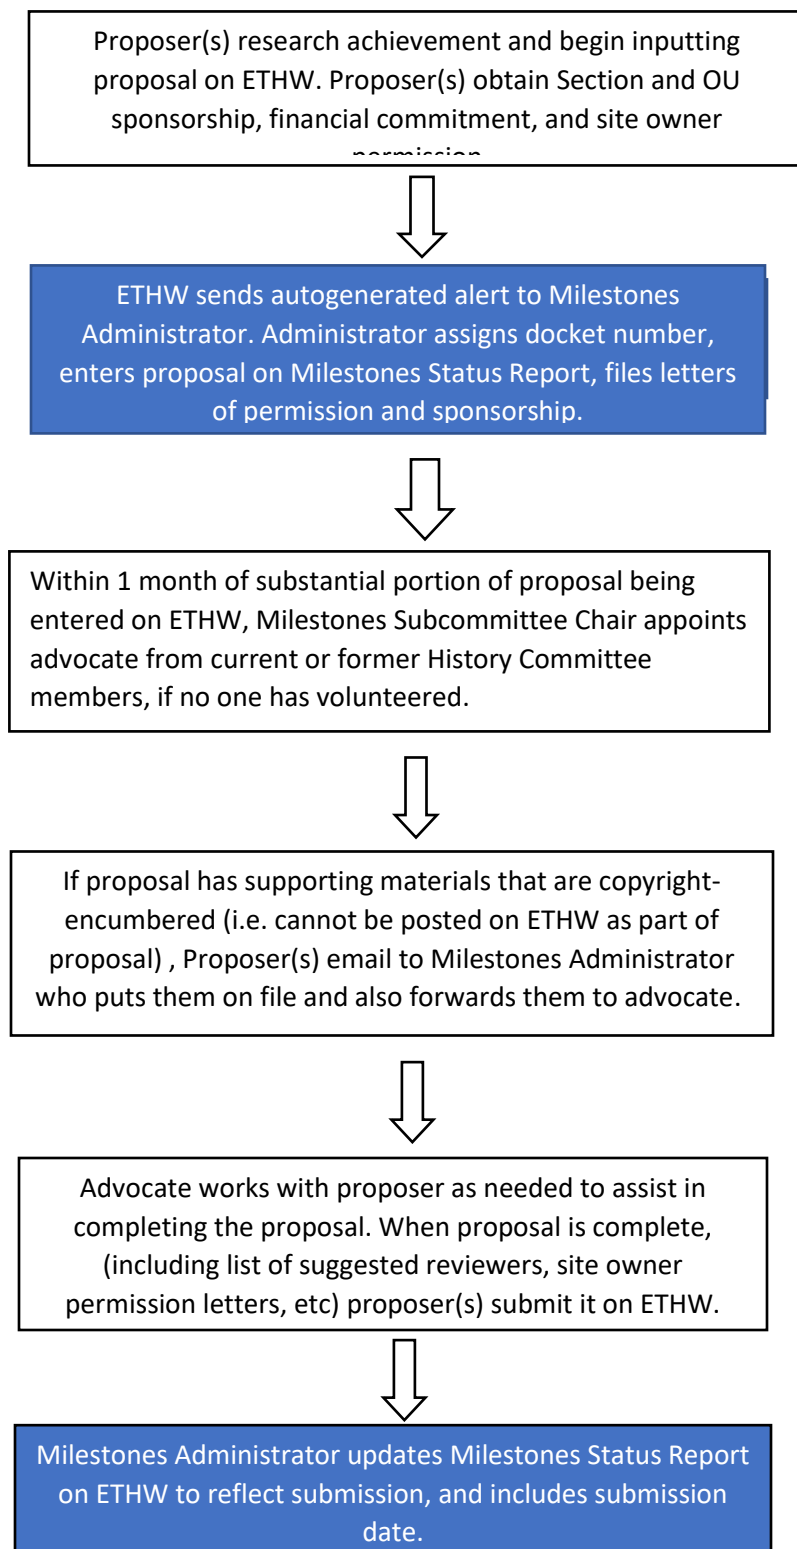 Proposer(s) research achievement and begin inputting
proposal on ETHW. Proposer(s) obtain Section and OU
sponsorship, financial commitment, and site owner
permission
ETHW sends autogenerated alert to Milestones
Administrator. Administrator assigns docket number,
enters proposal on Milestones Status Report, files letters
of permission and sponsorship.
Within 1 month of substantial portion of proposal being
entered on ETHW, Milestones Subcommittee Chair appoints
advocate from current or former History Committee
members, if no one has volunteered.
If proposal has supporting materials that are copyright-
encumbered (i.e. cannot be posted on ETHW as part of
proposal) , Proposer(s) email to Milestones Administrator
who puts them on file and also forwards them to advocate.
Advocate works with proposer as needed to assist in
completing the proposal. When proposal is complete,
(including list of suggested reviewers, site owner
permission letters, etc) proposer(s) submit it on ETHW.
Milestones Administrator updates Milestones Status Report
on ETHW to reflect submission, and includes submission
date.